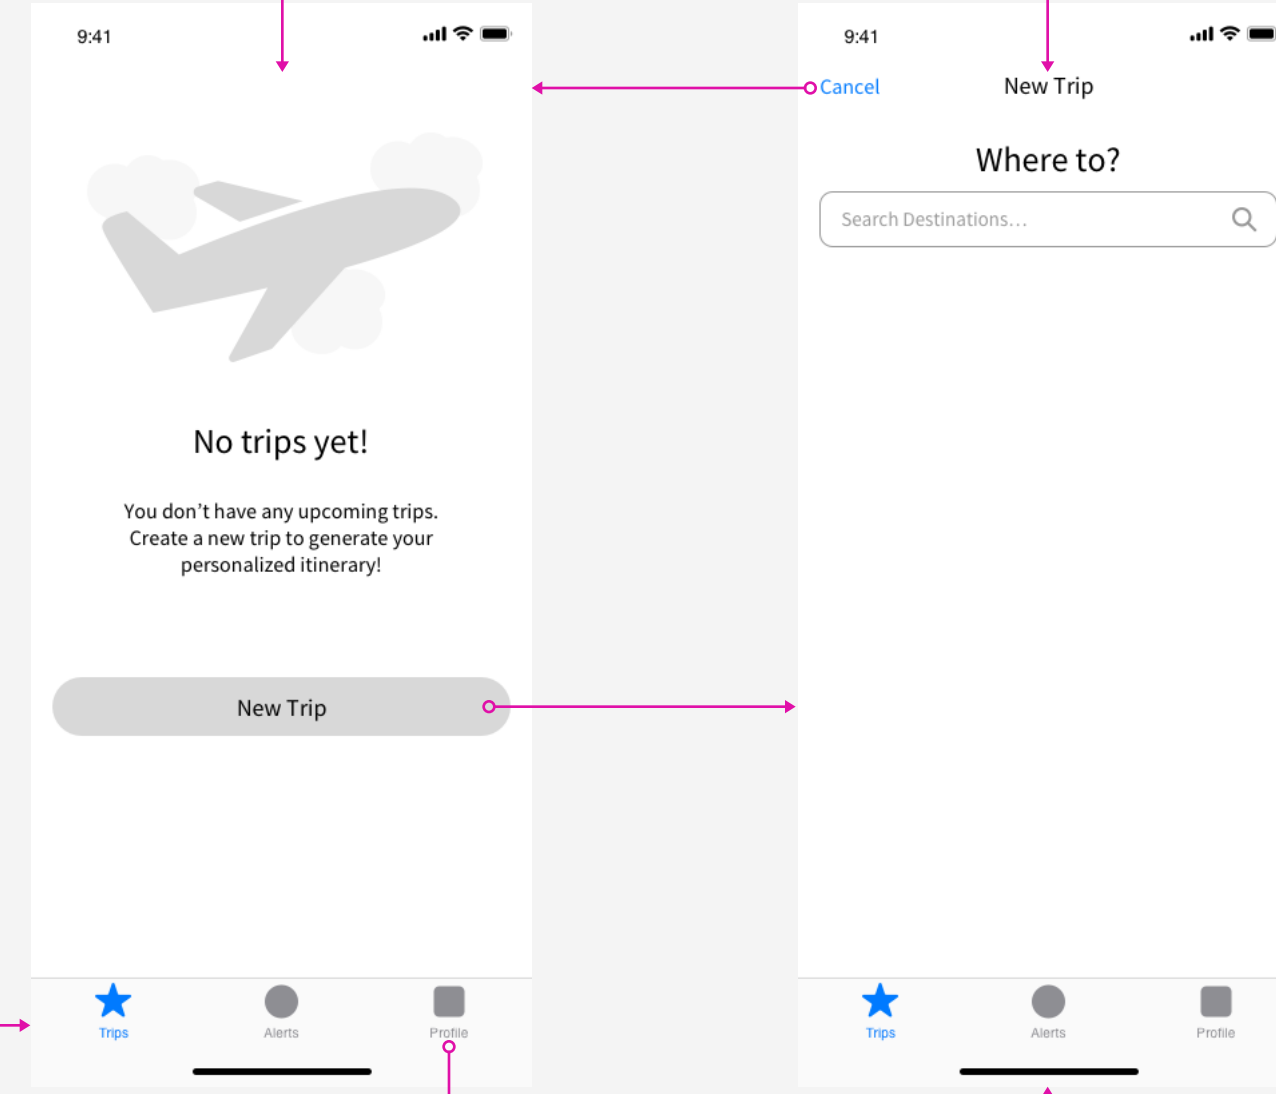 9:41
No trips yet!
You don’t have any upcoming trips.
Create a new trip to generate your
personalized itinerary!
New Trip
Trips
Alerts
Profile
9:41
Cancel
New Trip
Where to?
Search Destinations...
Trips
Alerts
Profile